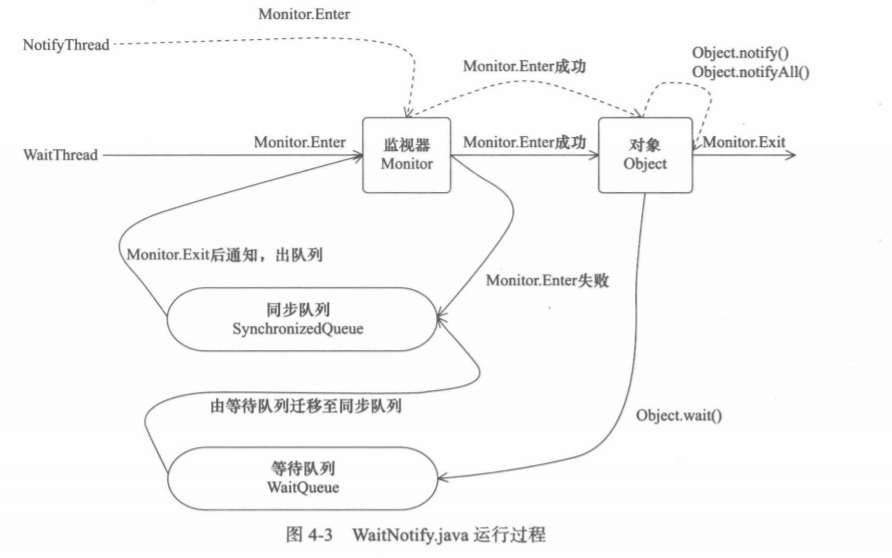 Monitor.Enter
NotifyThread
Object.notify()
Object.notifyAll()
Monitor.Enter成功
WaitThread
Monitor.Enter
监视器
Monitor
Monitor.Enter成功
对象
Object
Monitor.Exit
Monitor.Exit后通知，出队列
Monitor.Enter失败
同步队列
SynchronizedQueue
由等待队列迁移至同步队列
Object.wait()
等待队列
WaitQueue
图 4-3 WaitNotify.java 运行过程